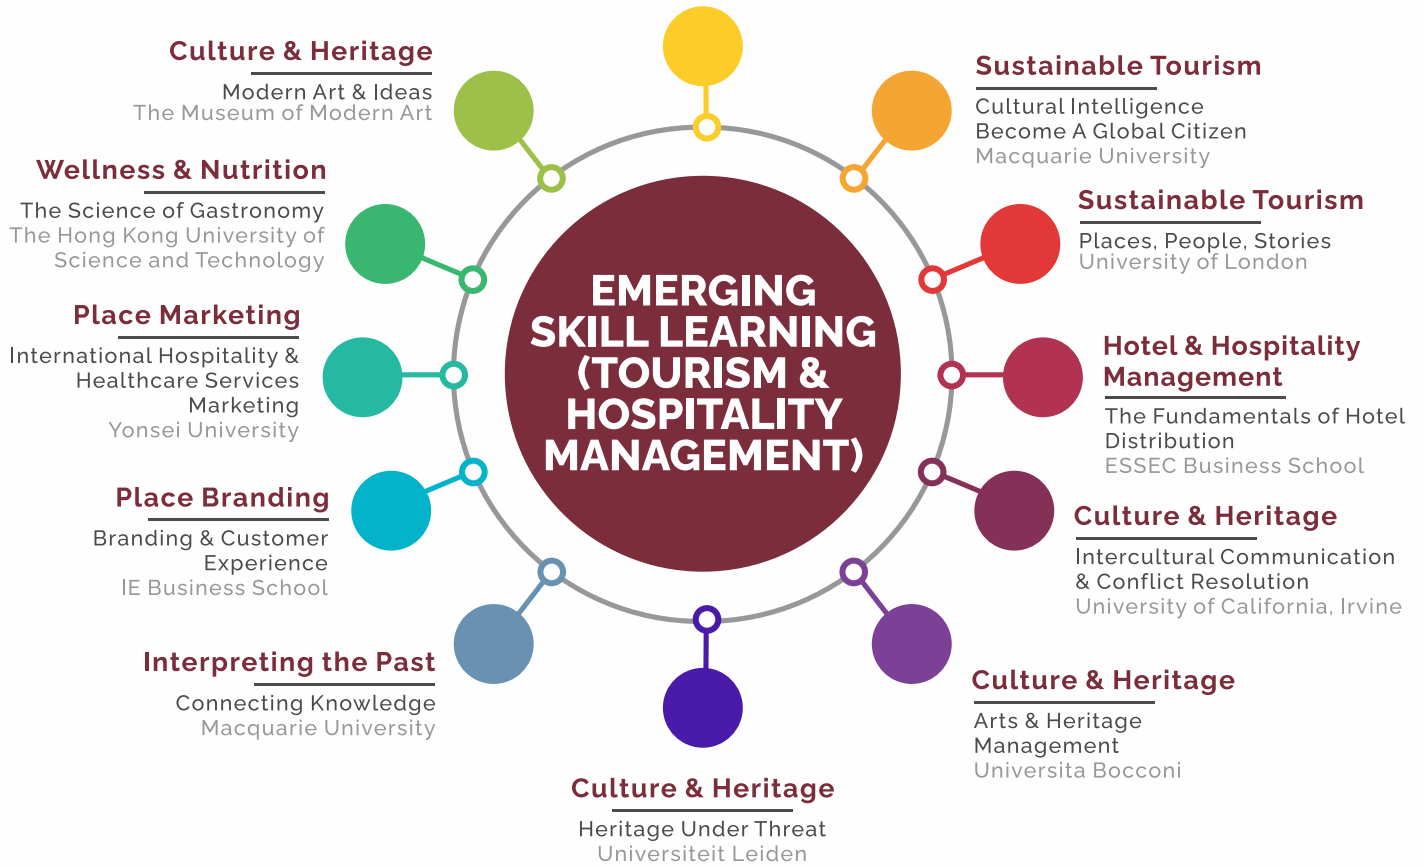 Culture & Heritage
Modern Art & Ideas
The Museum of Modern Art
Wellness & Nutrition
The Science of Gastronomy
The Hong Kong University of
Science and Technology
Place Marketing
International Hospitality &
Healthcare Services
Marketing
Yonsei University
Place Branding
Branding & Customer
Experience
IE Business School
Interpreting the Past
Connecting Knowledge
Macquarie University
EMERGING
SKILL LEARNING
(TOURISM &
HOSPITALITY
MANAGEMENT)
Sustainable Tourism
Cultural Intelligence
Become A Global Citizen
Macquarie University
Sustainable Tourism
Places, People, Stories
University of London
Hotel & Hospitality
Management
The Fundamentals of Hotel
Distribution
ESSEC Business School
Culture & Heritage
Intercultural Communication
& Conflict Resolution
University of California, Irvine
Culture & Heritage
Arts & Heritage
Management
Universita Bocconi
Culture & Heritage
Heritage Under Threat
Universiteit Leiden